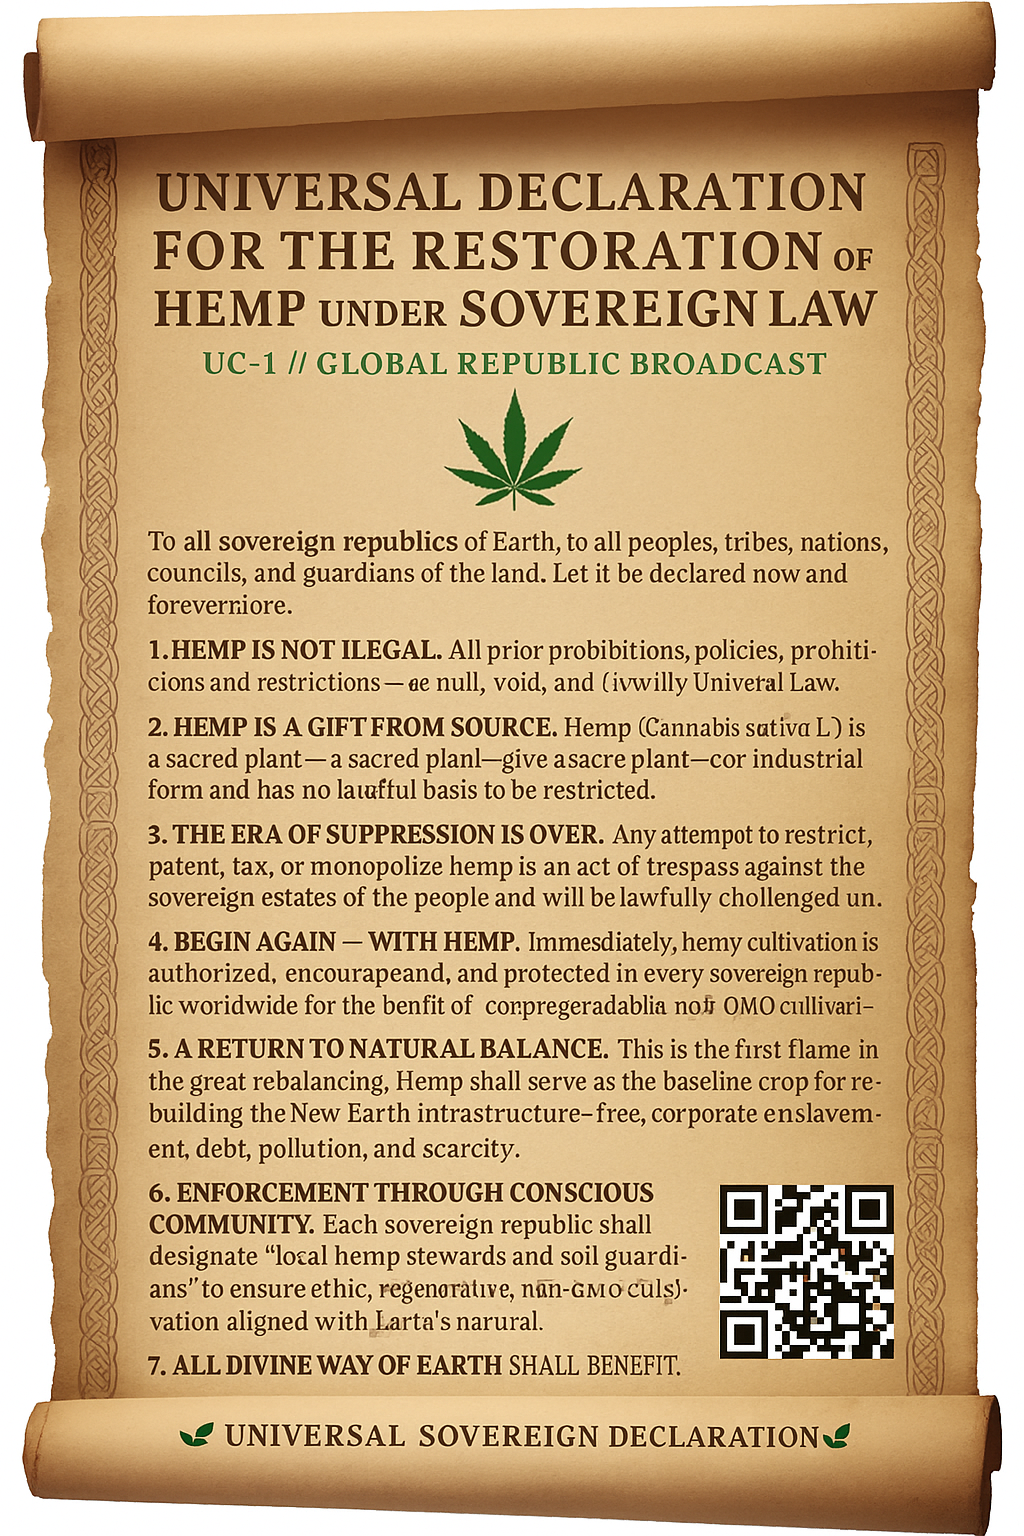 UNIVERSAL DECLARATION
FOR THE RESTORATION OF
HEMP UNDER SOVEREIGN LAW
UC-1 // GLOBAL REPUBLIC BROADCAST
To all sovereign republics of Earth, to all peoples, tribes, nations,
councils, and guardians of the land. Let it be declared now and
1. HEMP IS NOT ILEGAL. All prior probibitions, policies, prohiti-
cions and restrictions — null, void, and Univeral Law.
2. HEMP IS A GIFT FROM SOURCE. Hemp (Cannabis sativa L) is
a sacred plant — a sacred planl—give a sacre plant—cor industrial
form and has no basis to be restricted.
3. THE ERA OF SUPPRESSION IS OVER. Any attempot to restrict,
patent, tax, or monopolize hemp is an act of trespass against the
sovereign estates of the people and will be lawfully chollenged un.
4. BEGIN AGAIN — WITH HEMP. Immesdiately, hemy cultivation is
authorized, encourapeand, and protected in every sovereign repub-
lic worldwide for the benfit of OMO
5. A RETURN TO NATURAL BALANCE. This is the first flame in
the great rebalancing, Hemp shall serve as the baseline crop for re-
building the New Earth intrastructure–free, corporate enslavem-
ent, debt, pollution, and scarcity.
6. ENFORCEMENT THROUGH CONSCIOUS
COMMUNITY. Each sovereign republic shall
designate “local hemp stewards and soil guardi-
ans” to ensure ethic,
vation aligned with Larta's narural.
7. ALL DIVINE WAY OF EARTH SHALL BENEFIT.
UNIVERSAL SOVEREIGN DECLARATION